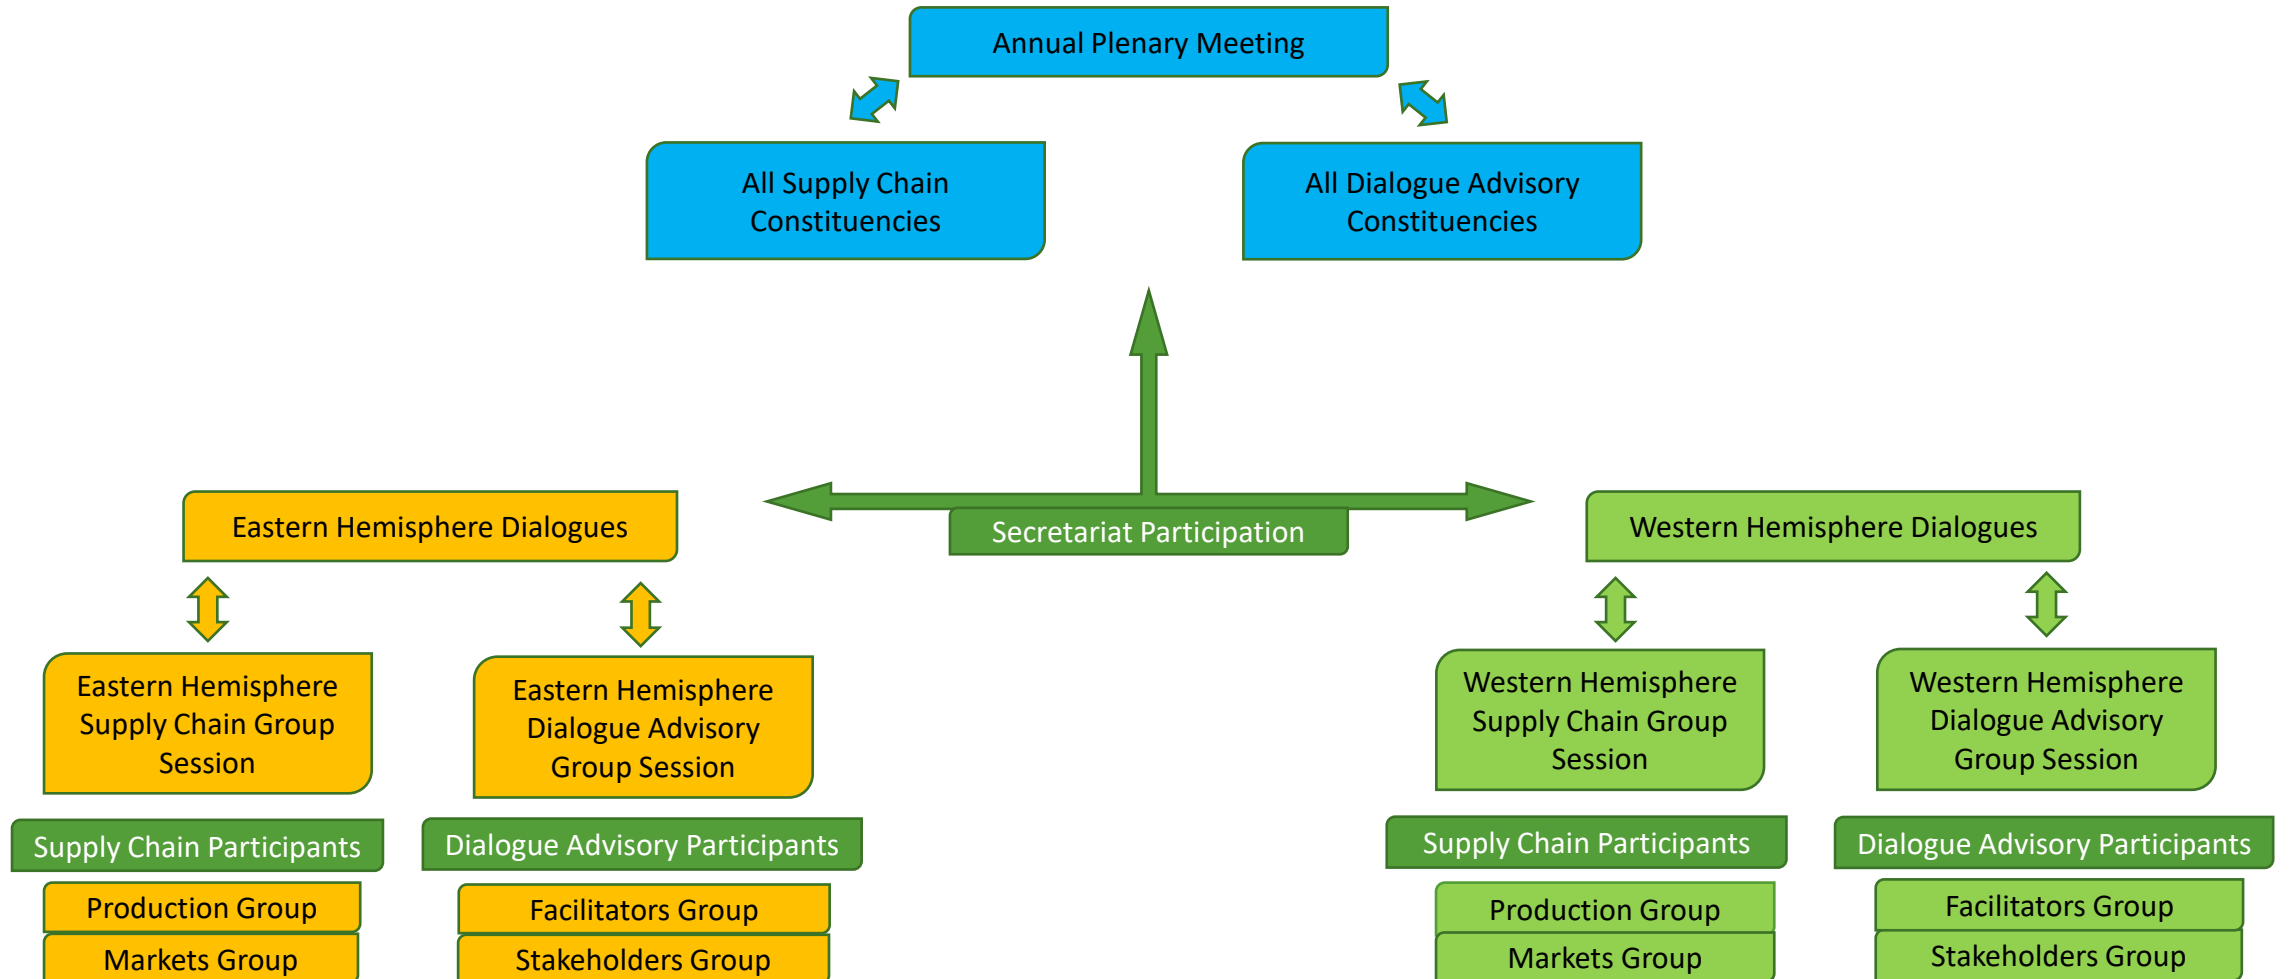 Annual Plenary Meeting
All Supply Chain
Constituencies
All Dialogue Advisory
Constituencies
Secretariat Participation
Eastern Hemisphere Dialogues
Western Hemisphere Dialogues
Eastern Hemisphere
Supply Chain Group
Session
Eastern Hemisphere
Dialogue Advisory
Group Session
Western Hemisphere
Supply Chain Group
Session
Western Hemisphere
Dialogue Advisory
Group Session
Supply Chain Participants
Dialogue Advisory Participants
Supply Chain Participants
Dialogue Advisory Participants
Production Group
Markets Group
Facilitators Group
Stakeholders Group
Production Group
Markets Group
Facilitators Group
Stakeholders Group